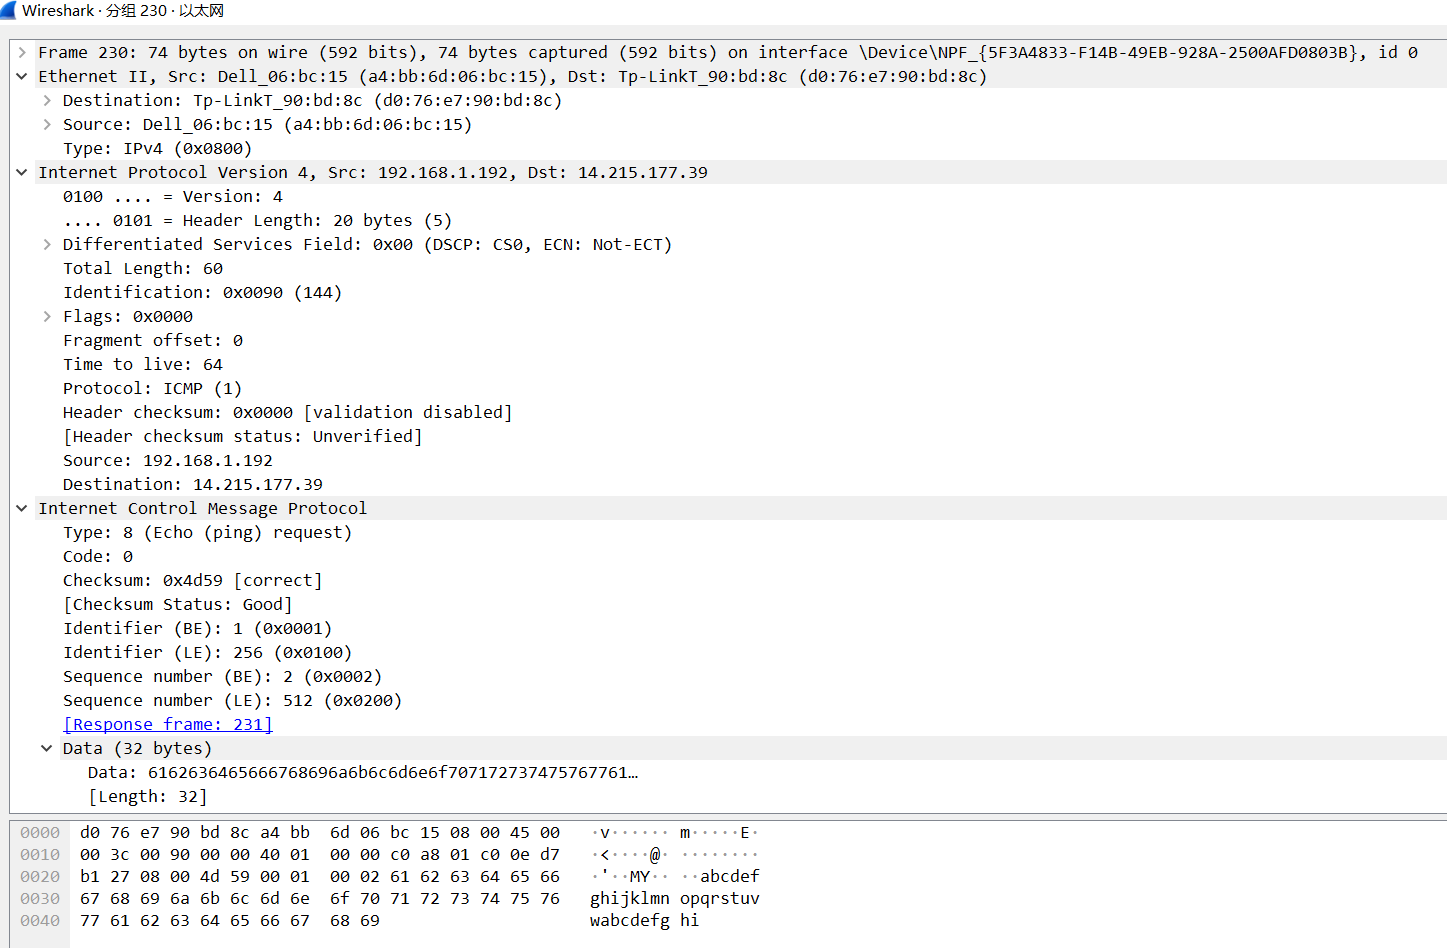 Wireshark · 分组 230 · 以太网
Frame 230: 74 bytes on wire (592 bits), 74 bytes captured (592 bits) on interface \Device\NPF_{5F3A4833-F14B-49EB-928A-2500AFD0803B}, id 0
Ethernet II, Src: Dell_06:bc:15 (a4:bb:6d:06:bc:15), Dst: Tp-LinkT_90:bd:8c (d0:76:e7:90:bd:8c)
Destination: Tp-LinkT_90:bd:8c (d0:76:e7:90:bd:8c)
Source: Dell_06:bc:15 (a4:bb:6d:06:bc:15)
Type: IPv4 (0x0800)
Internet Protocol Version 4, Src: 192.168.1.192, Dst: 14.215.177.39
0100 .... = Version: 4
.... 0101 = Header Length: 20 bytes (5)
Differentiated Services Field: 0x00 (DSCP: CS0, ECN: Not-ECT)
Total Length: 60
Identification: 0x0090 (144)
Flags: 0x0000
Fragment offset: 0
Time to live: 64
Protocol: ICMP (1)
Header checksum: 0x0000 [validation disabled]
[Header checksum status: Unverified]
Source: 192.168.1.192
Destination: 14.215.177.39
Internet Control Message Protocol
Type: 8 (Echo (ping) request)
Code: 0
Checksum: 0x4d59 [correct]
[Checksum Status: Good]
Identifier (BE): 1 (0x0001)
Identifier (LE): 256 (0x0100)
Sequence number (BE): 2 (0x0002)
Sequence number (LE): 512 (0x0200)
[Response frame: 231]
Data (32 bytes)
Data: 6162636465666768696a6b6c6d6e6f707172737475767761…
[Length: 32]
0000 d0 76 e7 90 bd 8c a4 bb 6d 06 bc 15 08 00 45 00 ·v······ m·····E·
0010 00 3c 00 90 00 00 40 01 00 00 c0 a8 01 c0 0e d7 ·<····@· ········
0020 b1 27 08 00 4d 59 00 01 00 02 61 62 63 64 65 66 ·'··MY·· ··abcdef
0030 67 68 69 6a 6b 6c 6d 6e 6f 70 71 72 73 74 75 76 ghijklmn opqrstuv
0040 77 61 62 63 64 65 66 67 68 69 wabcdefg hi